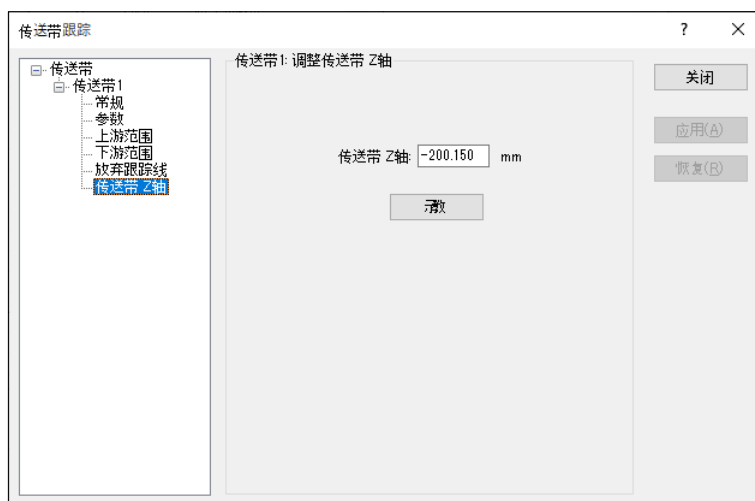 传送带跟踪
?
传送带
传送带1
常规
参数
上游范围
下游范围
放弃跟踪线
传送带 Z轴
传送带1: 调整传送带 Z轴
传送带 Z轴: -200.150 mm
示教
关闭
应用(A)
恢复(R)